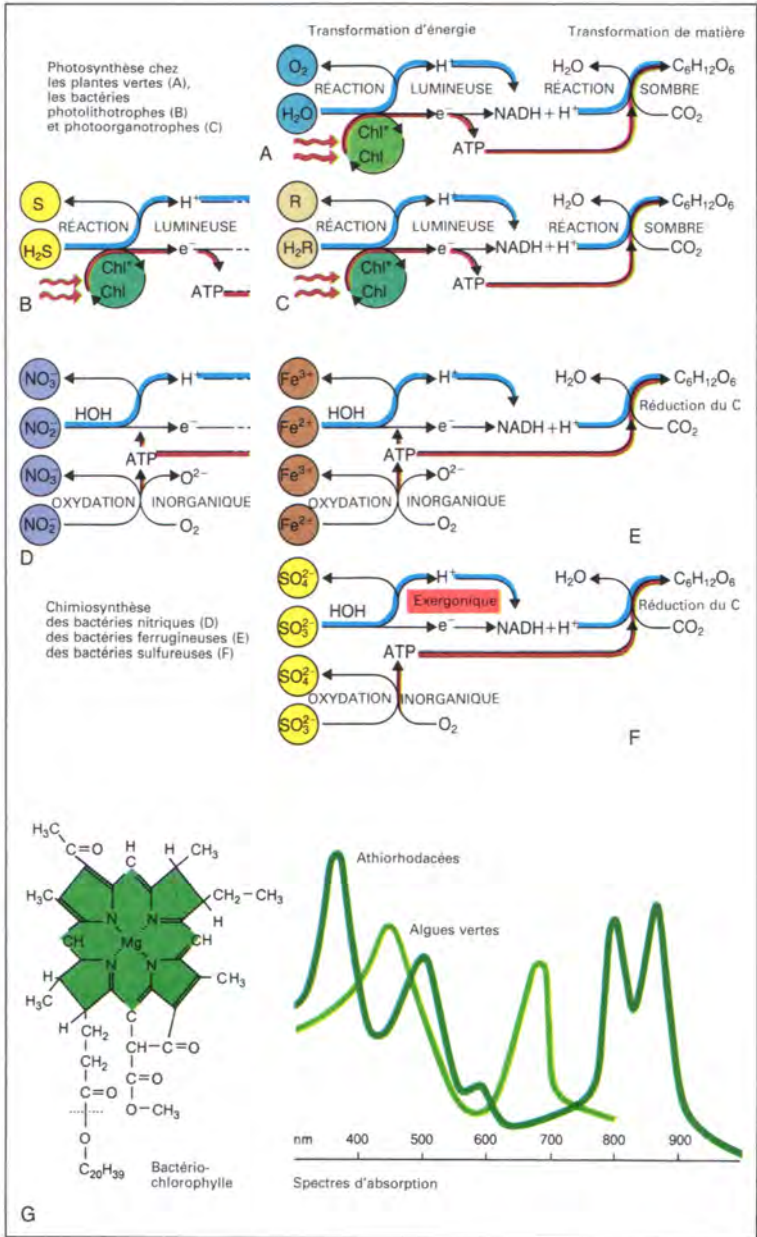 Transformation d'énergie
Transformation de matière
Photosynthèse chez
les plantes vertes (A),
les bactéries
photolithotrophes (B)
et photoorganotrophes (C)
O₂ H⁺ H₂O C₆H₁₂O₆
RÉACTION LUMINEUSE RÉACTION SOMBRE
H₂O e⁻ NADH + H⁺ CO₂
Chl*
ATP
Chl
A
S H⁺
RÉACTION LUMINEUSE
H₂S e⁻
Chl*
Chl
ATP
B
R H⁺ H₂O C₆H₁₂O₆
RÉACTION LUMINEUSE RÉACTION SOMBRE
H₂R e⁻ NADH + H⁺ CO₂
Chl*
ATP
Chl
C
NO₃⁻ H⁺
HOH
NO₂⁻ e⁻
ATP
NO₃⁻ O²⁻
OXYDATION INORGANIQUE
NO₂⁻ O₂
D
Fe³⁺ H⁺ H₂O C₆H₁₂O₆
HOH Réduction du C
Fe²⁺ e⁻ NADH + H⁺ CO₂
ATP
Fe³⁺ O²⁻
OXYDATION INORGANIQUE
Fe²⁺ O₂
E
Chimiosynthèse
des bactéries nitriques (D)
des bactéries ferrugineuses (E)
des bactéries sulfureuses (F)
SO₄²⁻ H⁺ H₂O C₆H₁₂O₆
HOH Exergonique Réduction du C
SO₃²⁻ e⁻ NADH + H⁺ CO₂
ATP
SO₄²⁻
OXYDATION INORGANIQUE
SO₃²⁻ O₂
F
H₃C H H
C=O C CH₃
H₃C CH₂–CH₃
N N H
CH Mg CH
N N
H CH₃
H₃C
H CH₂ C
CH–C=O
CH₂
C=O C=O
O O–CH₃
C₂₀H₃₉
Bactério-
chlorophylle
G
Athiorhodacées
Algues vertes
nm 400 500 600 700 800 900
Spectres d'absorption